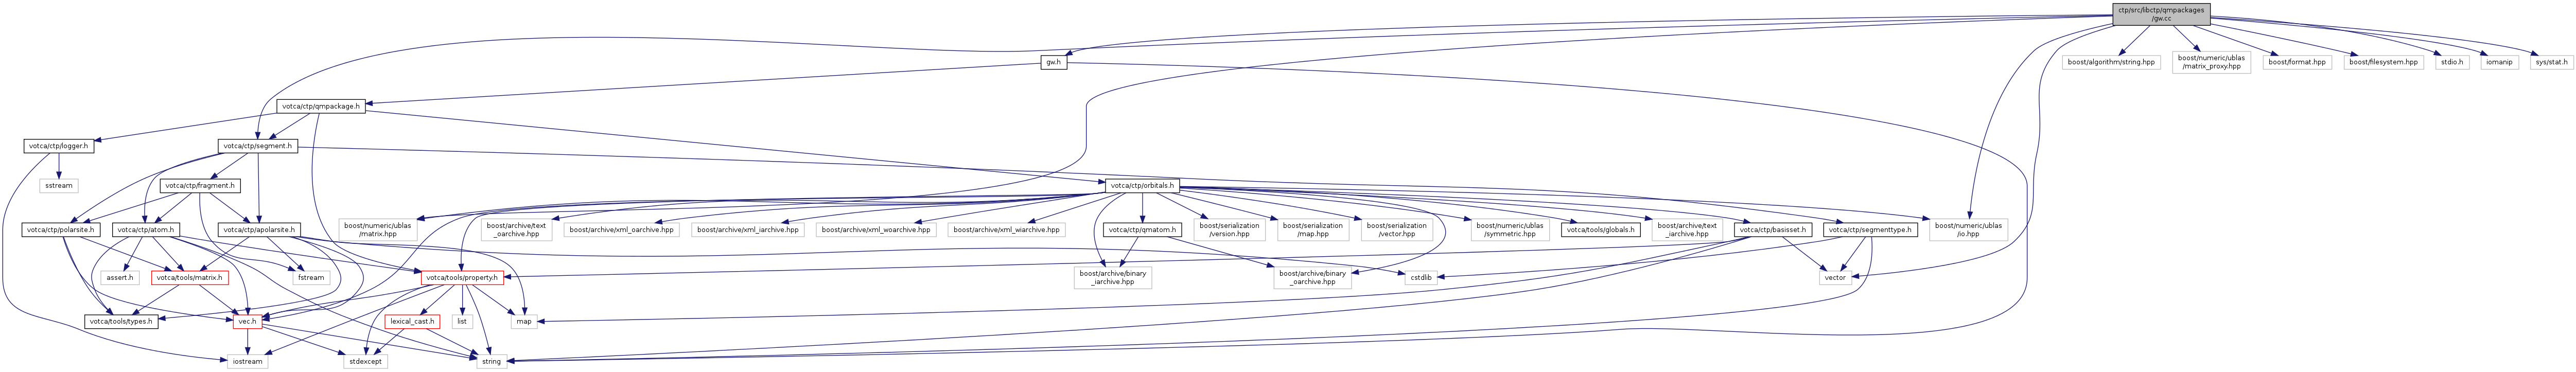 ctp/src/libctp/qmpackages
/gw.cc
gw.h
boost/algorithm/string.hpp
boost/numeric/ublas
/matrix_proxy.hpp
boost/format.hpp
boost/filesystem.hpp
stdio.h
iomanip
sys/stat.h
votca/ctp/qmpackage.h
votca/ctp/logger.h
votca/ctp/segment.h
sstream
votca/ctp/fragment.h
votca/ctp/orbitals.h
votca/ctp/polarsite.h
votca/ctp/atom.h
votca/ctp/apolarsite.h
boost/numeric/ublas
/matrix.hpp
boost/archive/text
_oarchive.hpp
boost/archive/xml_oarchive.hpp
boost/archive/xml_iarchive.hpp
boost/archive/xml_woarchive.hpp
boost/archive/xml_wiarchive.hpp
votca/ctp/qmatom.h
boost/serialization
/version.hpp
boost/serialization
/map.hpp
boost/serialization
/vector.hpp
boost/numeric/ublas
/symmetric.hpp
votca/tools/globals.h
boost/archive/text
_iarchive.hpp
votca/ctp/basisset.h
votca/ctp/segmenttype.h
boost/numeric/ublas
/io.hpp
assert.h
votca/tools/matrix.h
fstream
votca/tools/property.h
boost/archive/binary
_iarchive.hpp
boost/archive/binary
_oarchive.hpp
cstdlib
vector
votca/tools/types.h
vec.h
lexical_cast.h
list
map
iostream
stdexcept
string